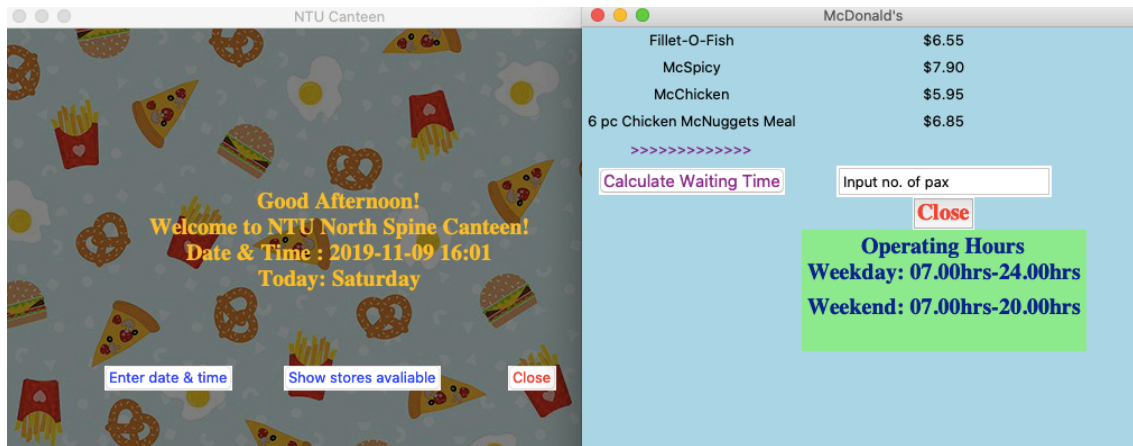 NTU Canteen
Good Afternoon!
Welcome to NTU North Spine Canteen!
Date & Time : 2019-11-09 16:01
Today: Saturday
Enter date & time
Show stores avaliable
Close
McDonald's
Fillet-O-Fish $6.55
McSpicy $7.90
McChicken $5.95
6 pc Chicken McNuggets Meal $6.85
>>>>>>>>>>>>>
Calculate Waiting Time
Input no. of pax
Close
Operating Hours
Weekday: 07.00hrs-24.00hrs
Weekend: 07.00hrs-20.00hrs